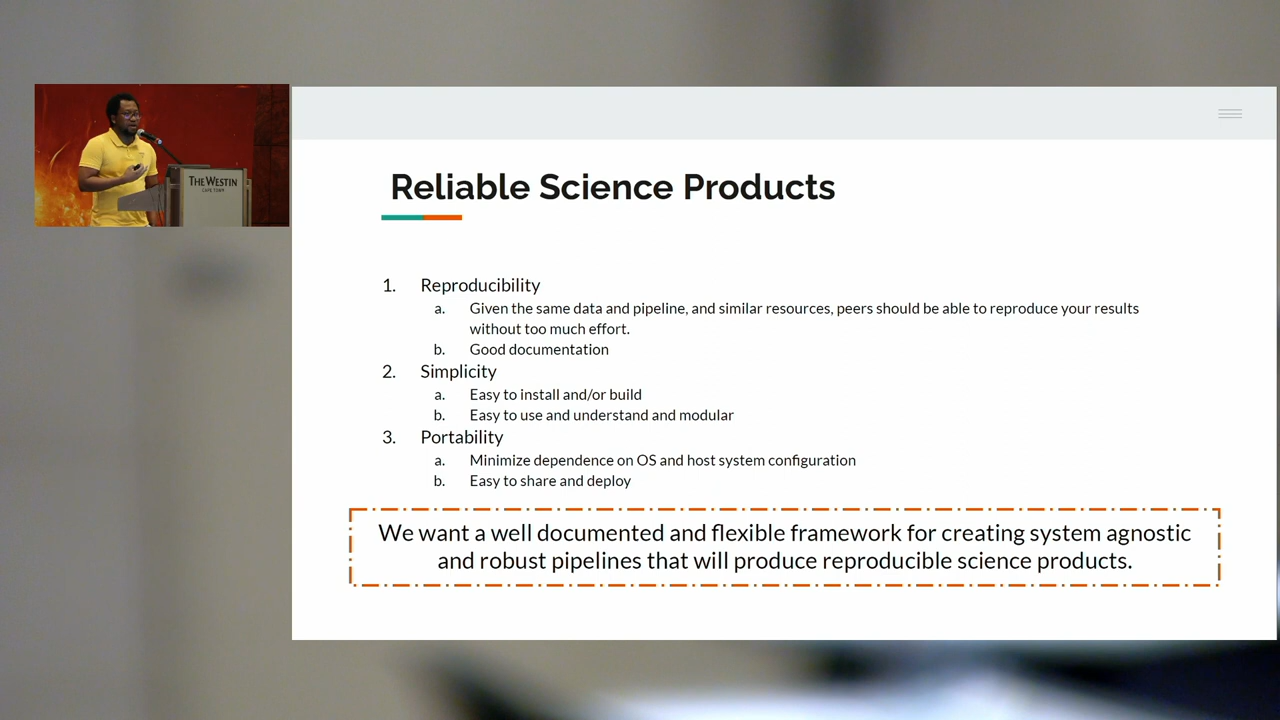 THE WESTIN
CAPE TOWN
Reliable Science Products
1. Reproducibility
a. Given the same data and pipeline, and similar resources, peers should be able to reproduce your results
without too much effort.
b. Good documentation
2. Simplicity
a. Easy to install and/or build
b. Easy to use and understand and modular
3. Portability
a. Minimize dependence on OS and host system configuration
b. Easy to share and deploy
We want a well documented and flexible framework for creating system agnostic
and robust pipelines that will produce reproducible science products.